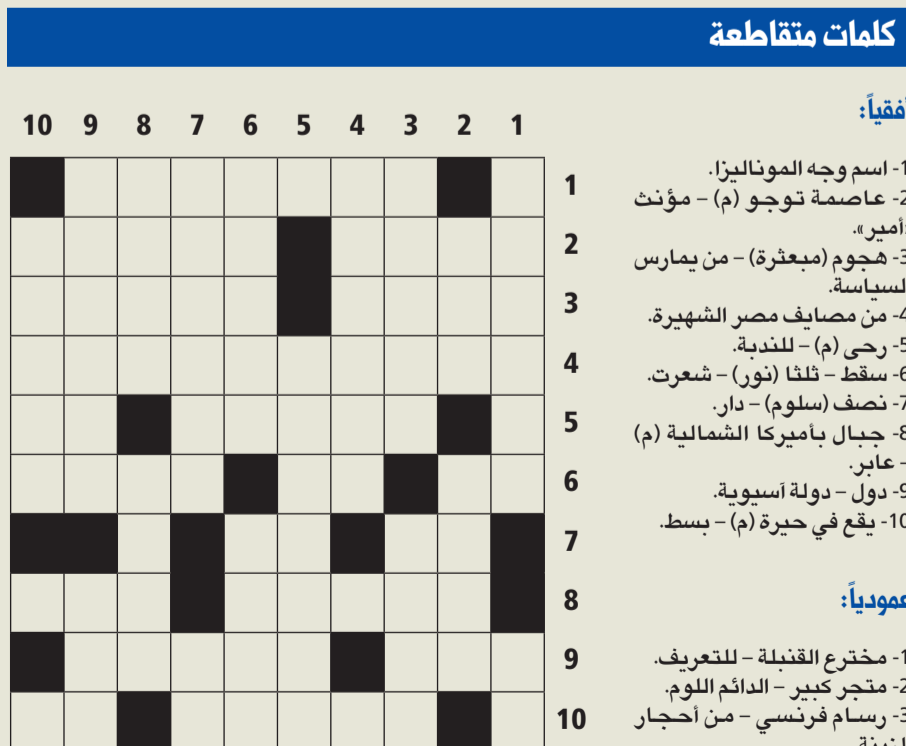 كلمات متقاطعة
أفقياً:
10 9 8 7 6 5 4 3 2 1
1- اسم وجه الموناليزا.
2- عاصمة توجو (م) – مؤنث
«أمير».
3- هجوم (مبعثرة) – من يمارس
السياسة.
4- من مصايف مصر الشهيرة.
5- رحى (م) – للندبة.
6- سقط – ثلثا (نور) – شعرت.
7- نصف (سلوم) – دار.
8- جبال بأميركا الشمالية (م)
– عابر.
9- دول – دولة آسيوية.
10- يقع في حيرة (م) – بسط.
عمودياً:
1- مخترع القنبلة – للتعريف.
2- متجر كبير – الدائم اللوم.
3- رسام فرنسي – من أحجار
1
2
3
4
5
6
7
8
9
10